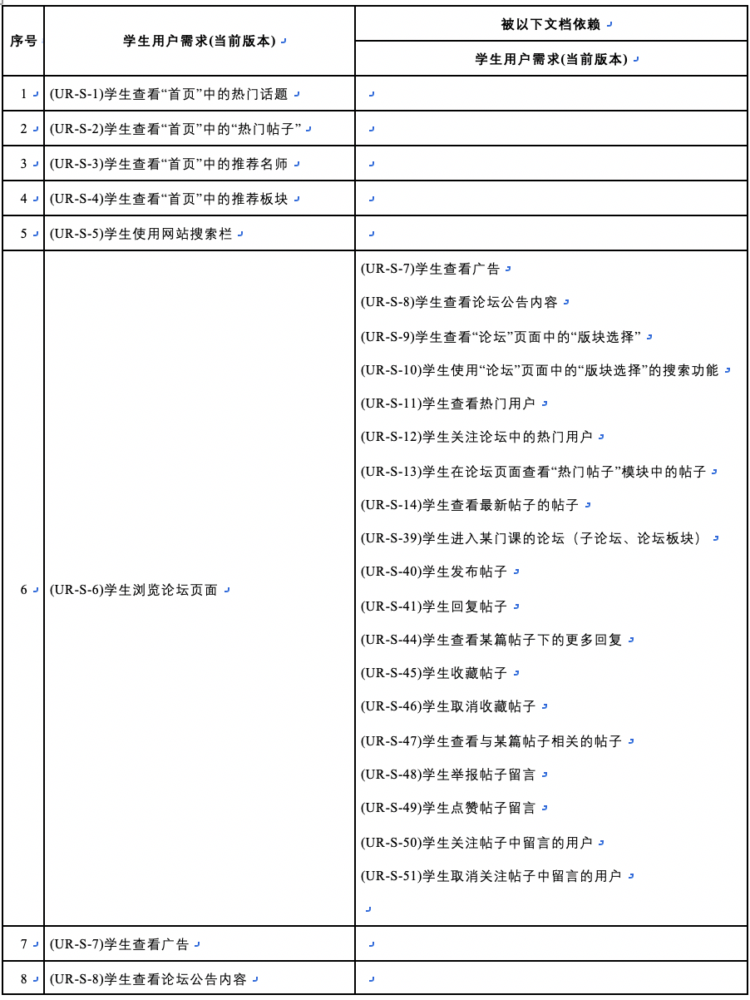 序号
学生用户需求(当前版本)
被以下文档依赖
学生用户需求(当前版本)
1
(UR-S-1)学生查看“首页”中的热门话题
2
(UR-S-2)学生查看“首页”中的“热门帖子”
3
(UR-S-3)学生查看“首页”中的推荐名师
4
(UR-S-4)学生查看“首页”中的推荐板块
5
(UR-S-5)学生使用网站搜索栏
6
(UR-S-6)学生浏览论坛页面
(UR-S-7)学生查看广告
(UR-S-8)学生查看论坛公告内容
(UR-S-9)学生查看“论坛”页面中的“版块选择”
(UR-S-10)学生使用“论坛”页面中的“版块选择”的搜索功能
(UR-S-11)学生查看热门用户
(UR-S-12)学生关注论坛中的热门用户
(UR-S-13)学生在论坛页面查看“热门帖子”模块中的帖子
(UR-S-14)学生查看最新帖子的帖子
(UR-S-39)学生进入某门课的论坛（子论坛、论坛板块）
(UR-S-40)学生发布帖子
(UR-S-41)学生回复帖子
(UR-S-44)学生查看某篇帖子下的更多回复
(UR-S-45)学生收藏帖子
(UR-S-46)学生取消收藏帖子
(UR-S-47)学生查看与某篇帖子相关的帖子
(UR-S-48)学生举报帖子留言
(UR-S-49)学生点赞帖子留言
(UR-S-50)学生关注帖子中留言的用户
(UR-S-51)学生取消关注帖子中留言的用户
7
(UR-S-7)学生查看广告
8
(UR-S-8)学生查看论坛公告内容